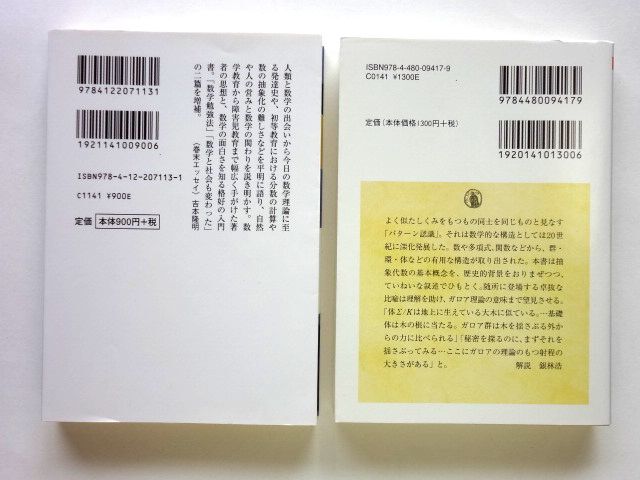 9784122071131
1921141009006
ISBN978-4-12-207113-1
C1141 ¥900E
定価 本体900円+税
人類と数学の出会いから今日の数学理論に至
る発達史や、初等教育における分数の計算や
数の抽象化の難しさなどを平明に語り、自然
や人の営みと数学の関わりを説き明かす。数
学教育から障害児教育まで幅広く手がけた著
者の思想と、数学の面白さを知る格好の入門
書。「数学勉強法」「数学と社会も変わった」
の二篇を増補。
〈巻末エッセイ〉吉本隆明
ISBN978-4-480-09417-9
C0141 ¥1300E
9784480094179
定価(本体価格1300円+税)
1920141013006
よく似たしくみをもつもの同士を同じものと見なす
「パターン認識」。それは数学的な構造としては20世
紀に深化発展した。数や多項式、関数などから、群・
環・体などの有用な構造が取り出された。本書は抽
象代数の基本概念を、歴史的背景をおりまぜつつ、
ていねいな叙述でひもとく。随所に登場する卓抜な
比喩は理解を助け、ガロア理論の意味まで望見させる。
「体Σ/Kは地上に生えている大木に似ている。…基礎
体は木の根に当たる。ガロア群は木を揺さぶる外か
らの力に比べられる」「秘密を探るのに、まずそれを
揺さぶってみる…ここにガロアの理論のもつ射程の
大きさがある」と。 解説 銀林浩